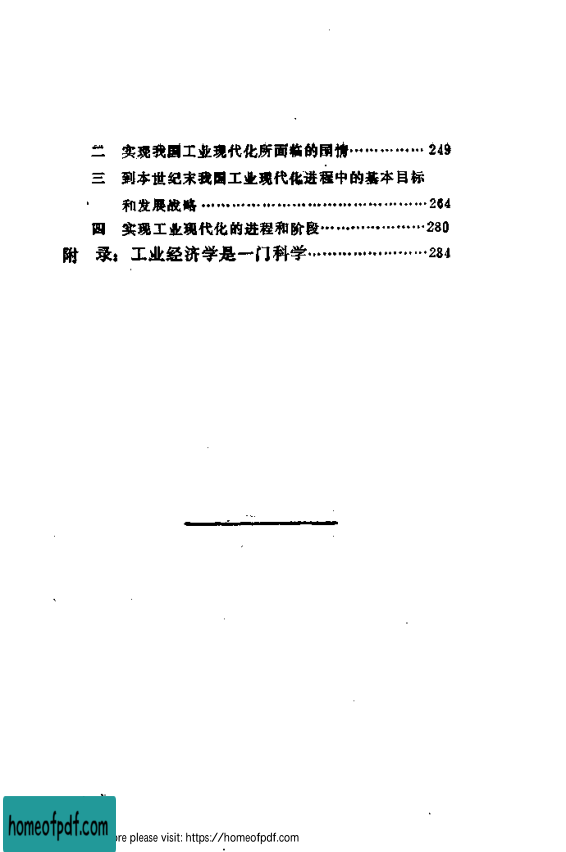 二 实现我国工业现代化所面临的国情……………249
三 到本世纪末我国工业现代化进程中的基本目标
和发展战略……………………………………264
四 实现工业现代化的进程和阶段…………………280
附 录：工业经济学是一门科学……………………284
homeofpdf.com
ore please visit: https://homeofpdf.com